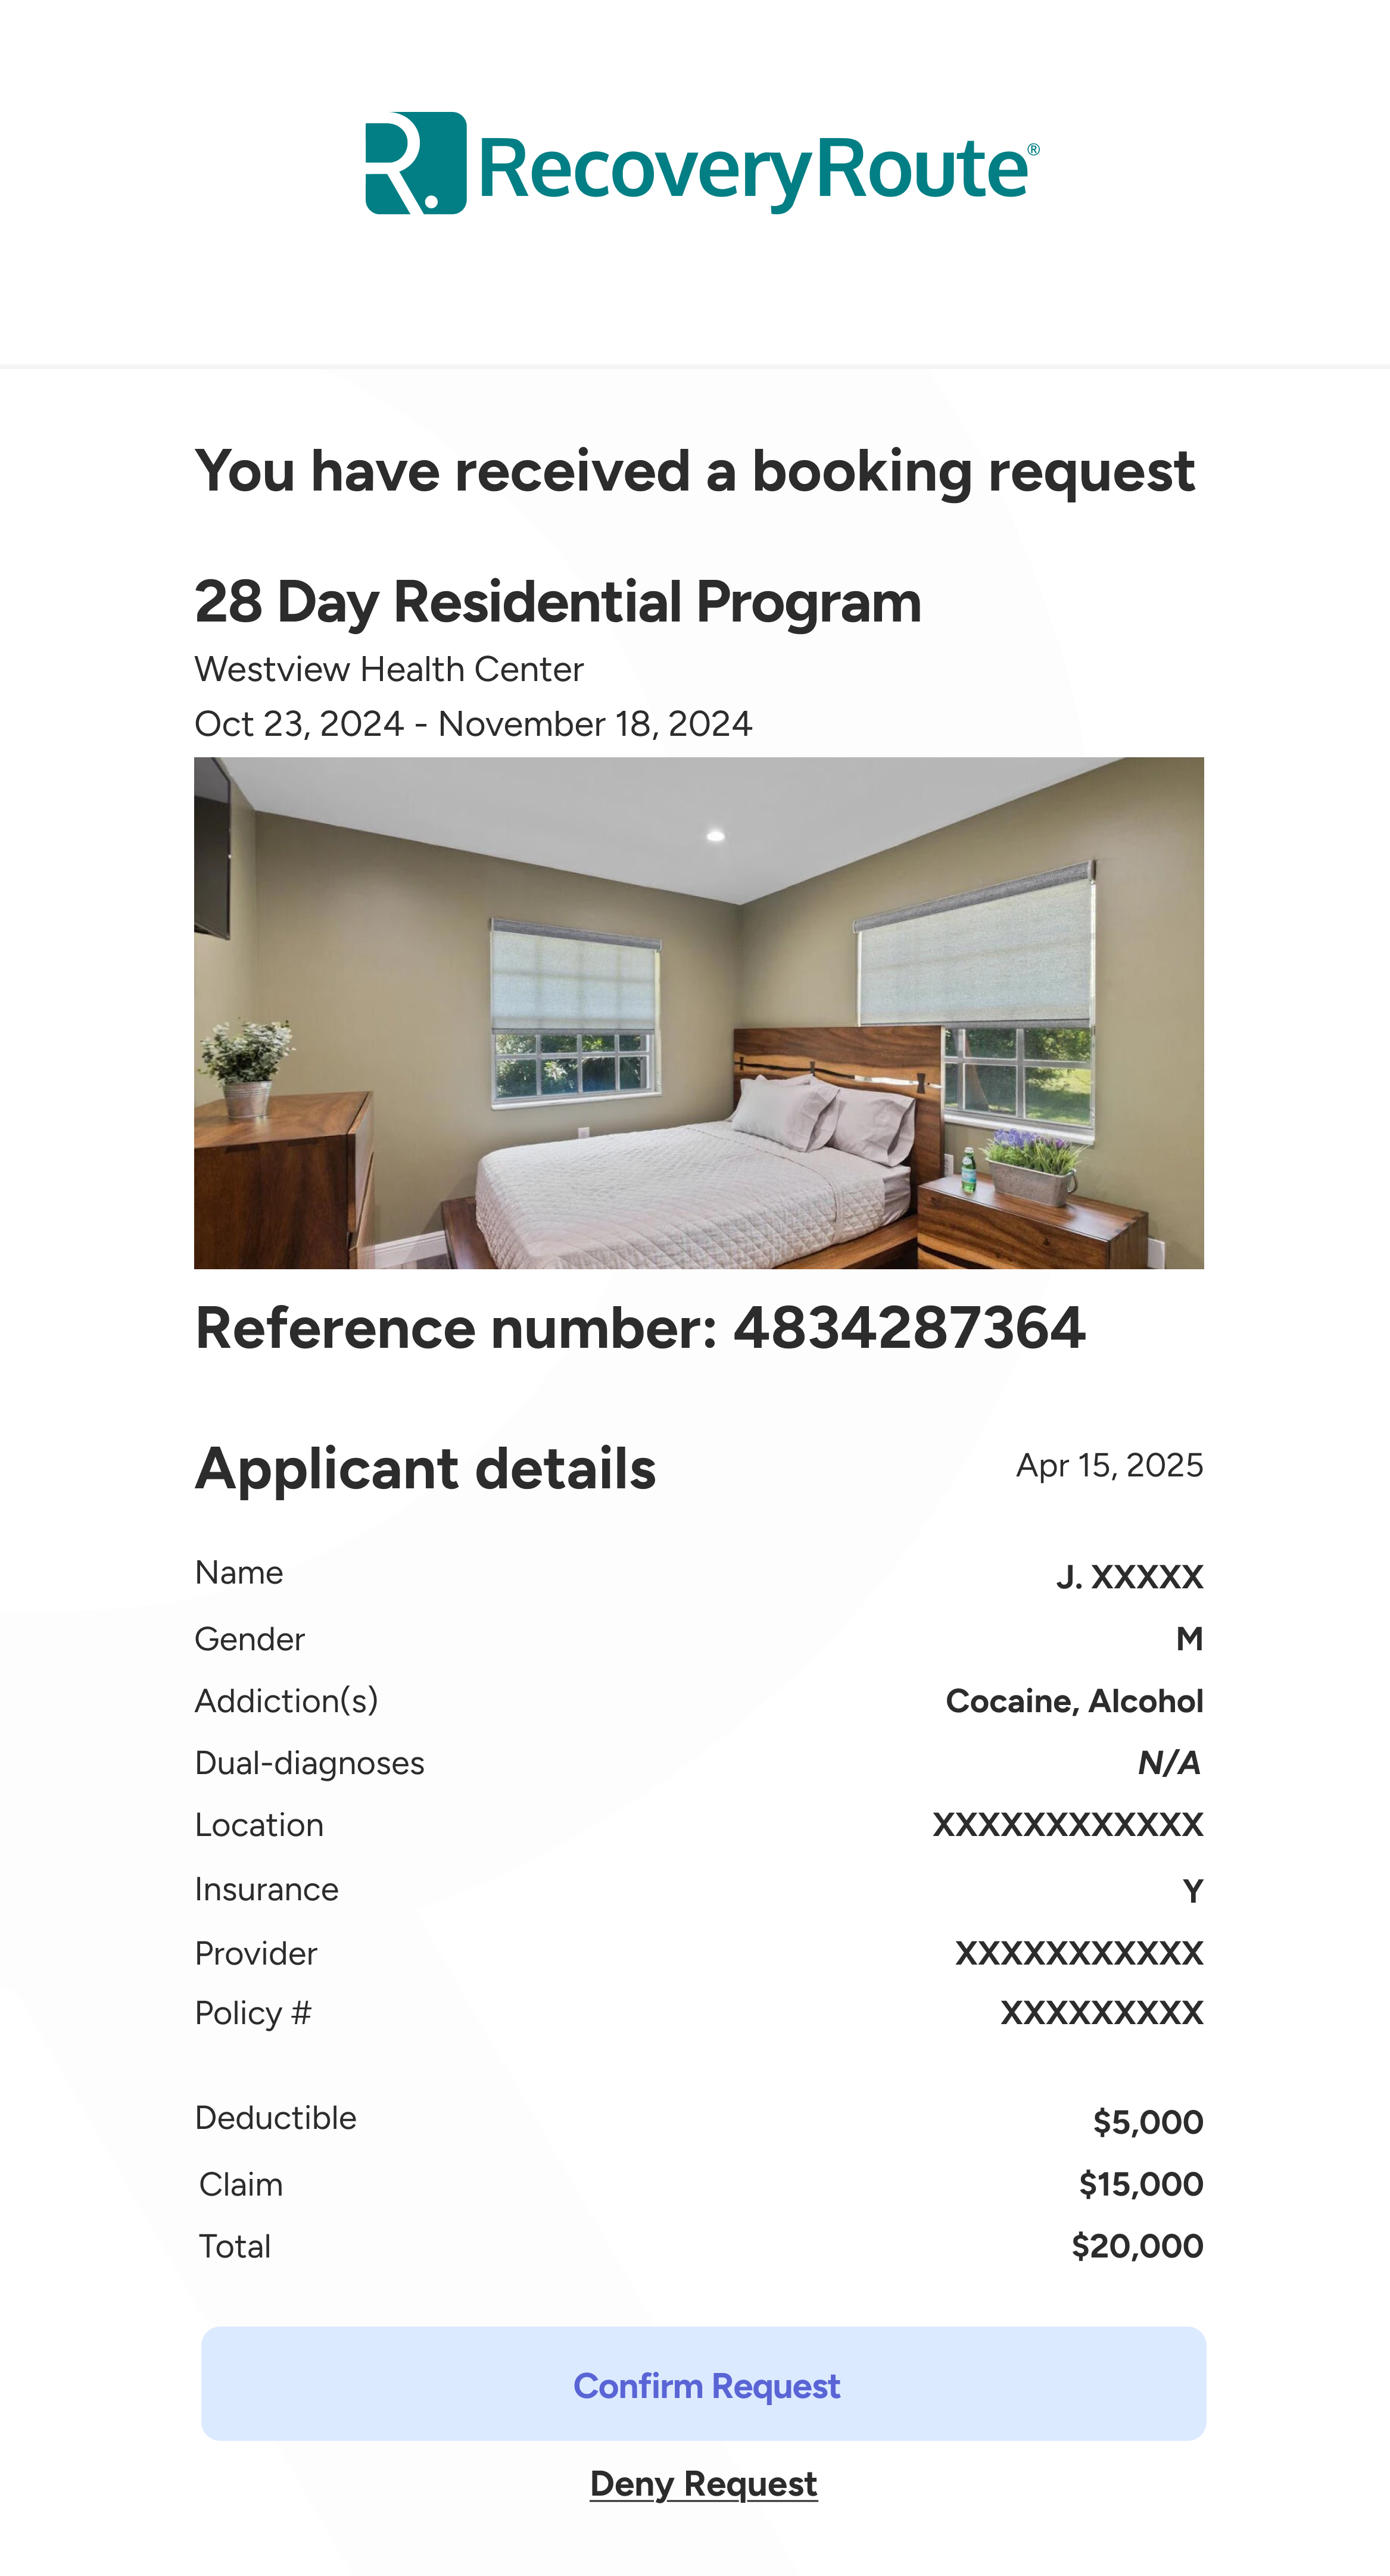 RecoveryRoute®
You have received a booking request
28 Day Residential Program
Westview Health Center
Oct 23, 2024 - November 18, 2024
Reference number: 4834287364
Applicant details Apr 15, 2025
Name J. XXXXX
Gender M
Addiction(s) Cocaine, Alcohol
Dual-diagnoses N/A
Location XXXXXXXXXXXX
Insurance Y
Provider XXXXXXXXXXX
Policy # XXXXXXXXX
Deductible $5,000
Claim $15,000
Total $20,000
Confirm Request
Deny Request